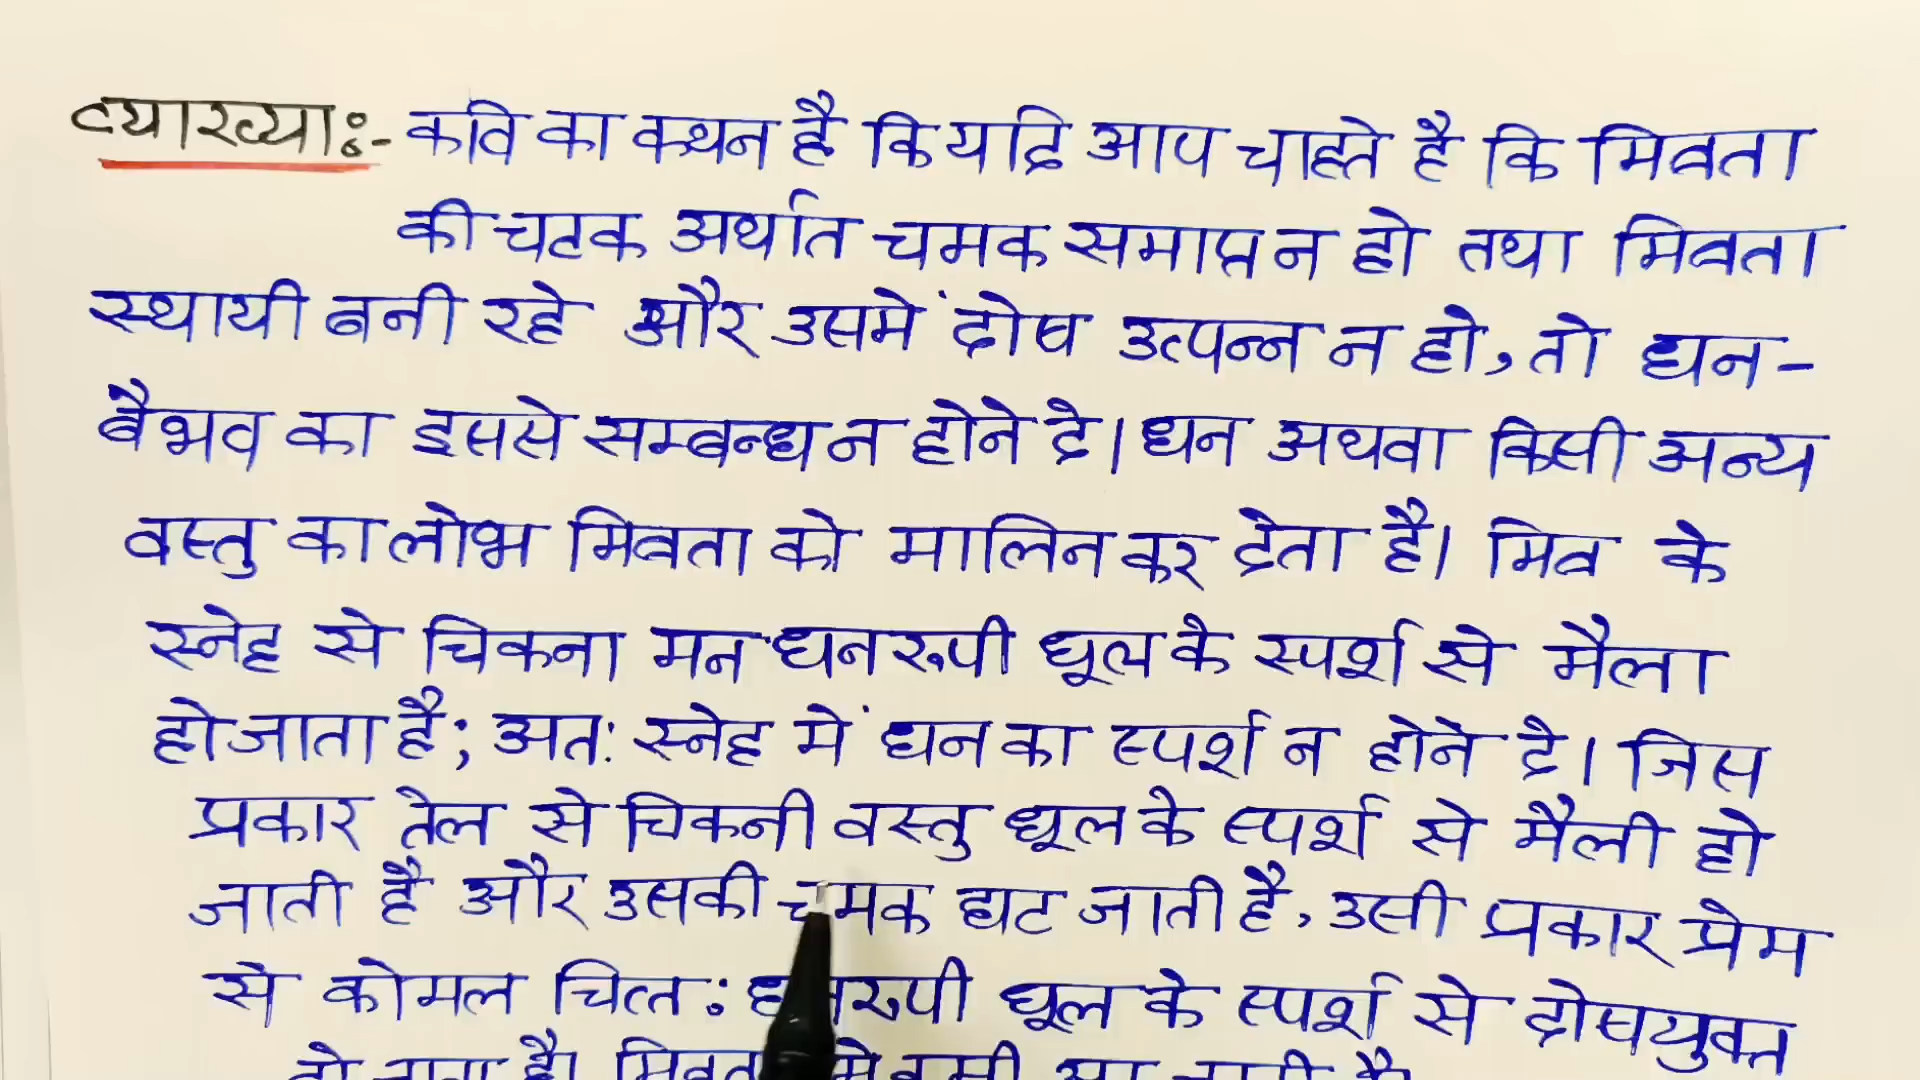 व्याख्याः- कवि का कथन है कि यदि आप चाहते है कि मित्रता
की चटक अर्थात चमक समाप्त न हो तथा मित्रता
स्थायी बनी रहे और उसमें दोष उत्पन्न न हो, तो धन-
वैभव का इससे सम्बन्ध न होने दे। धन अथवा किसी अन्य
वस्तु का लोभ मित्रता को मालिन कर देता है। मित्र के
स्नेह से चिकना मन धनरुपी धूल के स्पर्श से मैला
हो जाता है; अतः स्नेह में धन का स्पर्श न होने दे। जिस
प्रकार तेल से चिकनी वस्तु धूल के स्पर्श से मैली हो
जाती है और उसकी चमक घट जाती है, उसी प्रकार प्रेम
से कोमल चित्त: धनरुपी धूल के स्पर्श से दोषयुक्त
है।